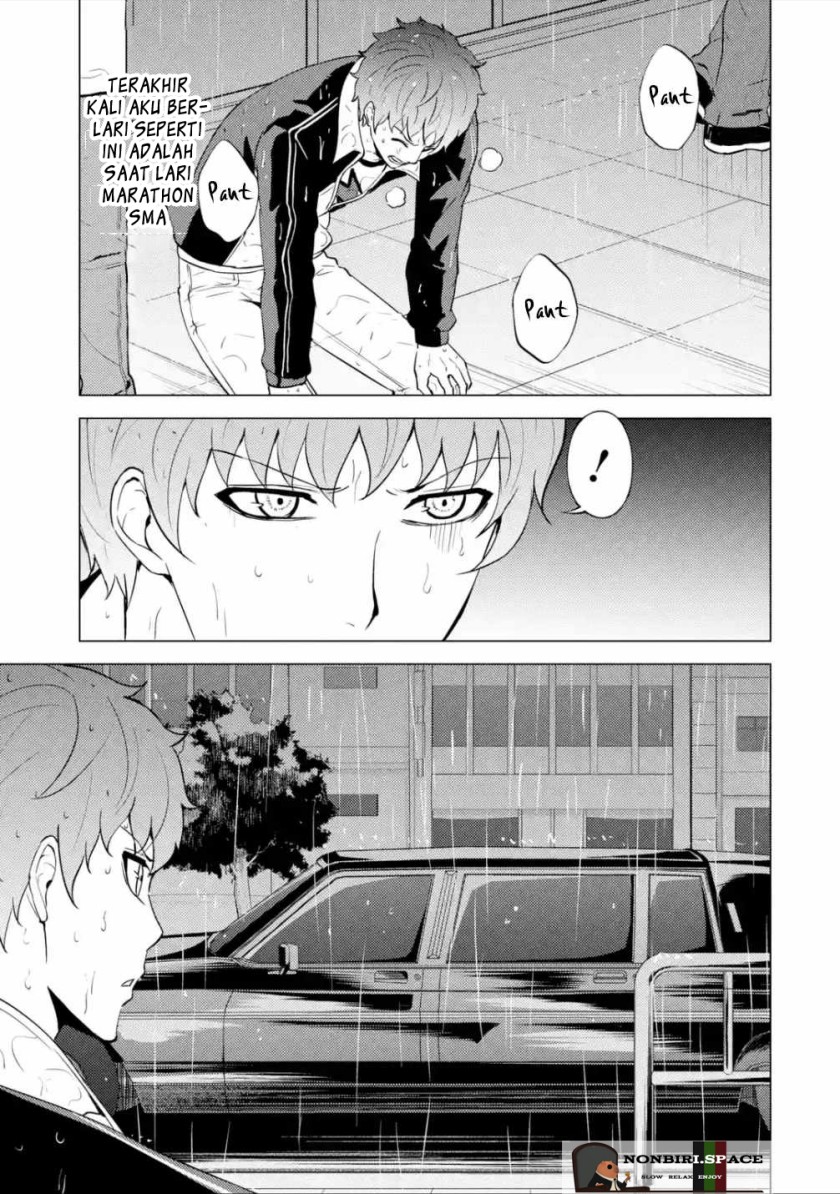 TERAKHIR
KALI AKU BER-
LARI SEPERTI
INI ADALAH
SAAT LARI
MARATHON
SMA
Pant
Pant
Pant
!
NONBIRI.SPACE
SLOW RELAX ENJOY